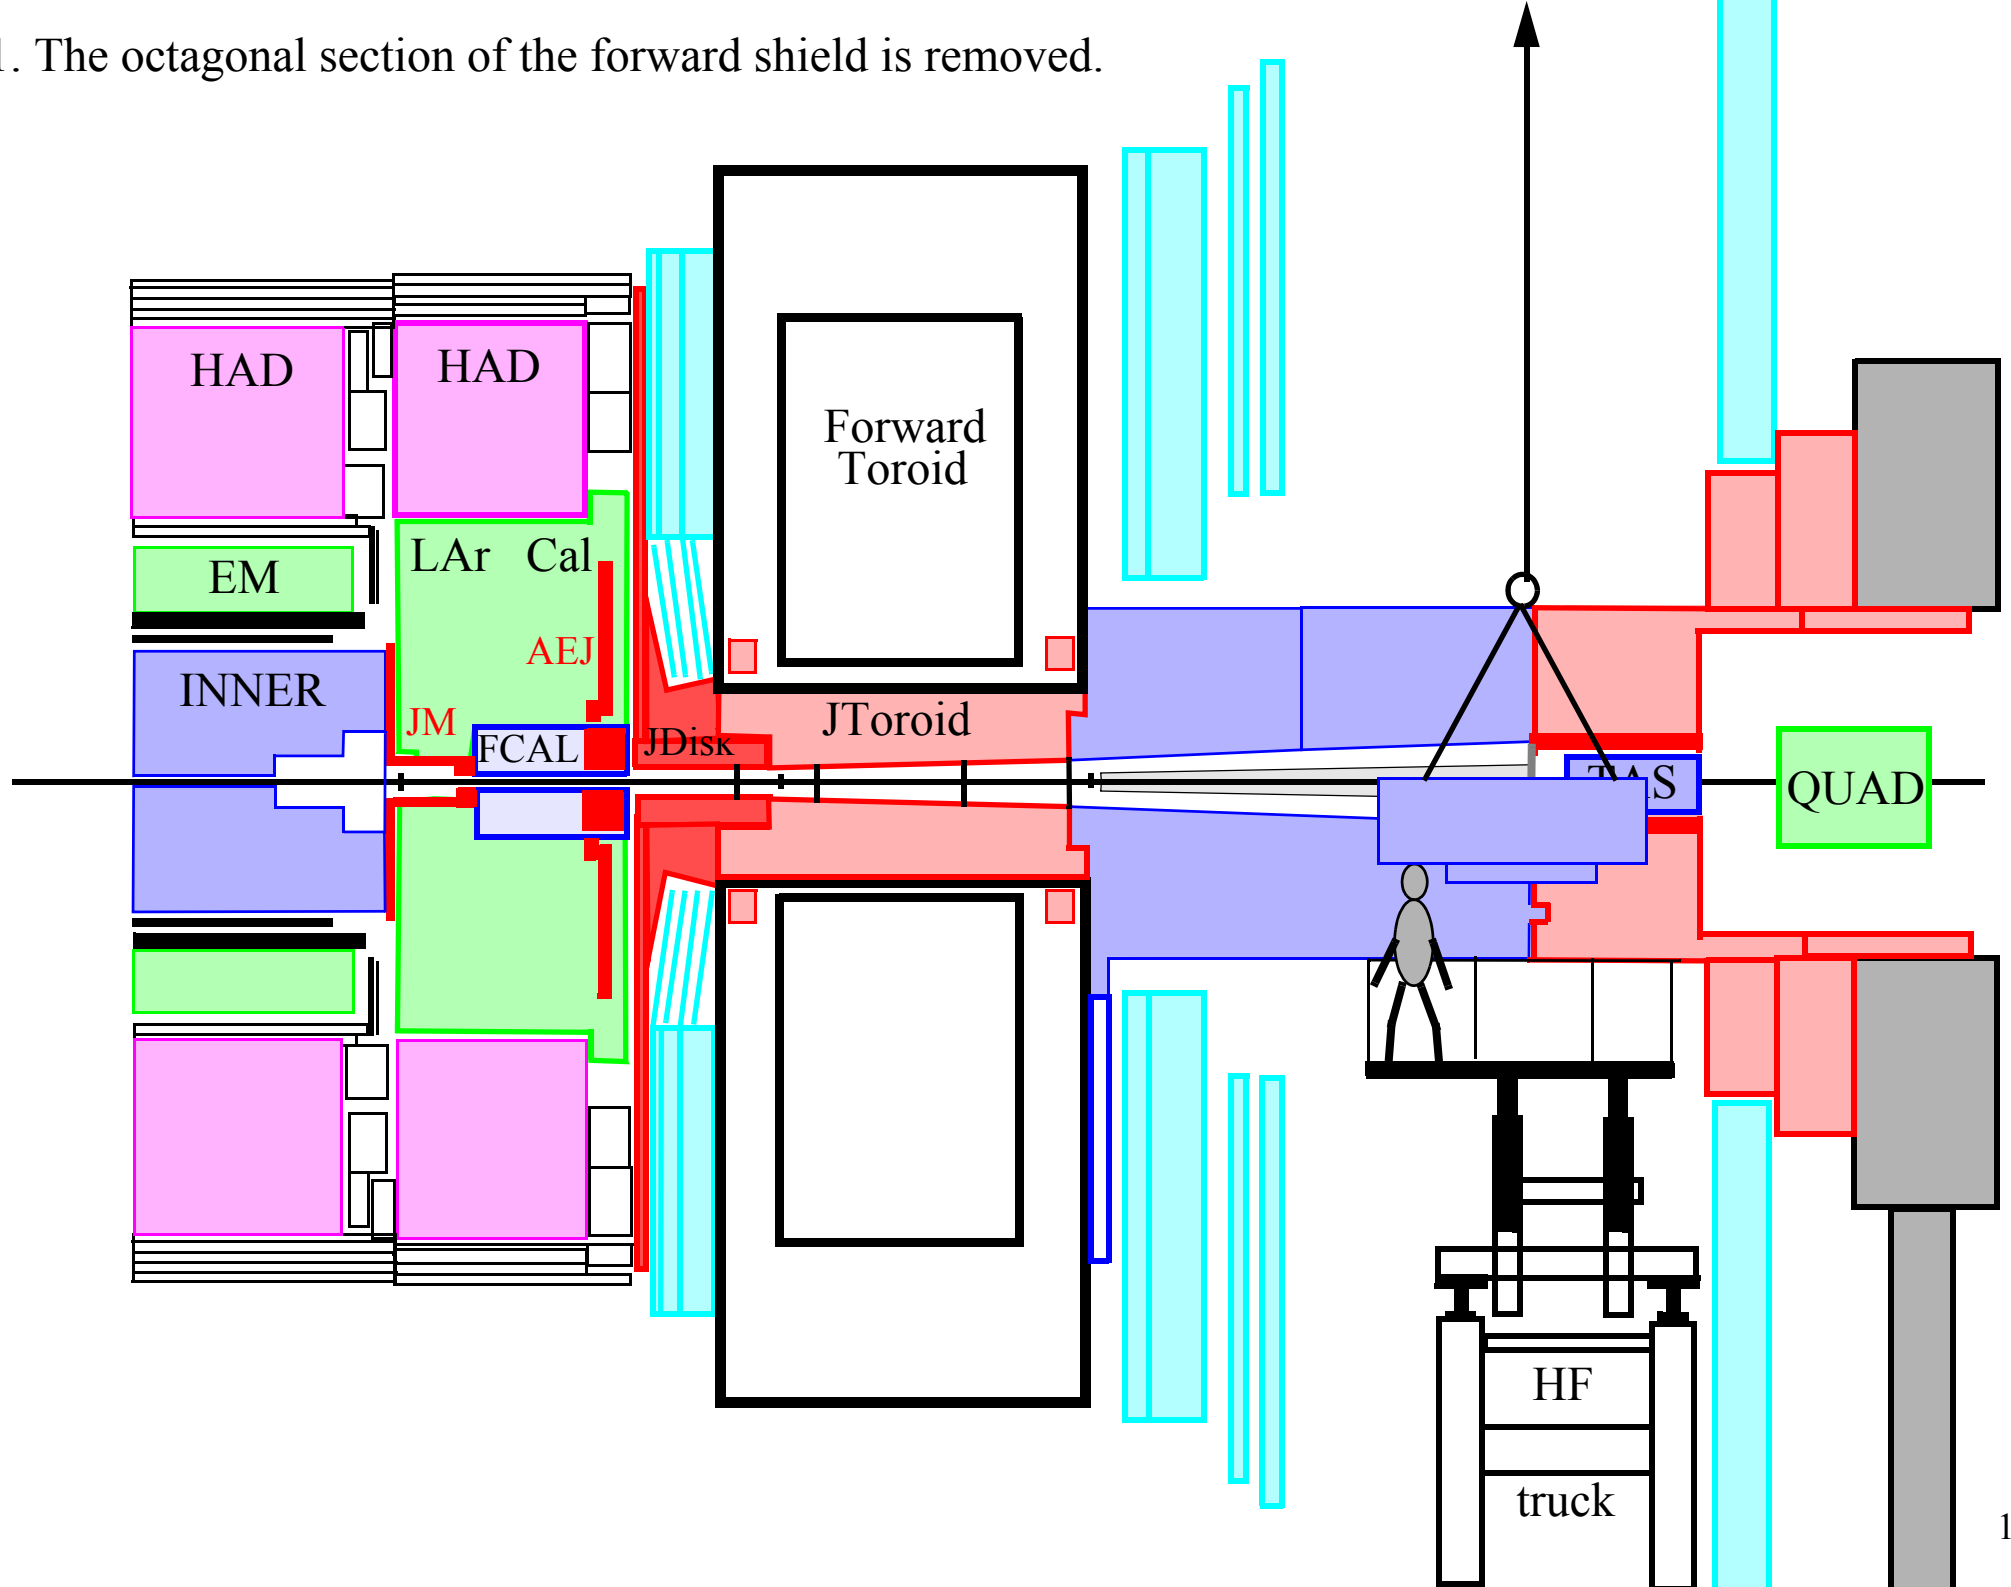 1. The octagonal section of the forward shield is removed.
HAD
HAD
Forward
Toroid
LAr Cal
EM
AEJ
INNER
JM
JToroid
FCAL
JDisk
QUAD
HF
truck
1